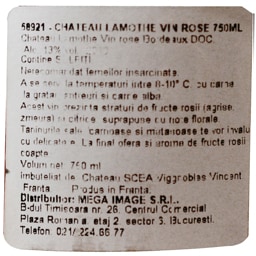 58921 - CHATEAU LAMOTHE VIN ROSE 750ML
Chateau Lamothe Vin rose Bordeaux DOC.
Alc. 13% vol.
Contine SULFITI
Nerecomandat femeilor insarcinate.
A se servi la temperaturi intre 8-10° C, cu carne
la gratar, antreuri si carne alba.
Acest vin prezinta straturi de fructe rosii (agrise,
zmeura) si citrice, suprapuse cu note florale.
Taninurile sale, carnoase si matasoase te vor invalui
cu delicatete. La final ofera si arome de fructe rosii
coapte.
Volum net: 750 ml
Imbuteliat de Chateau SCEA Vignobles Vincent
Franta. Produs in Franta.
Distribuitor: MEGA IMAGE S.R.L.
B-dul Timisoara nr. 26, Centrul Comercial
Plaza Romania, etaj 2, sector 6, Bucuresti.
Telefon: 021/224.66.77